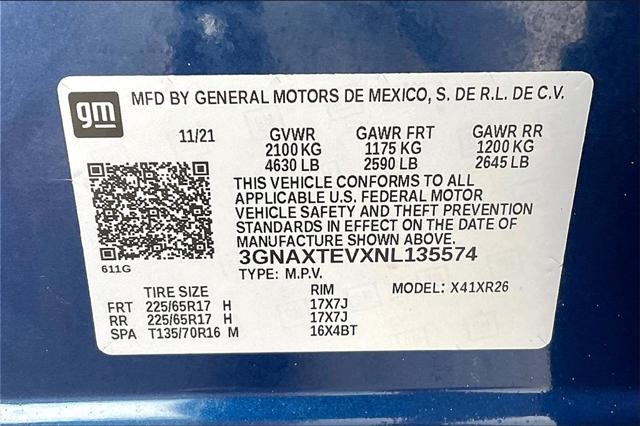 gm
MFD BY GENERAL MOTORS DE MEXICO, S. DE R.L. DE C.V.
11/21 GVWR GAWR FRT GAWR RR
2100 KG 1175 KG 1200 KG
4630 LB 2590 LB 2645 LB
THIS VEHICLE CONFORMS TO ALL
APPLICABLE U.S. FEDERAL MOTOR
VEHICLE SAFETY AND THEFT PREVENTION
STANDARDS IN EFFECT ON THE DATE OF
MANUFACTURE SHOWN ABOVE.
611G
3GNAXTEVXNL135574
TYPE: M.P.V. MODEL: X41XR26
TIRE SIZE RIM
FRT 225/65R17 H 17X7J
RR 225/65R17 H 17X7J
SPA T135/70R16 M 16X4BT